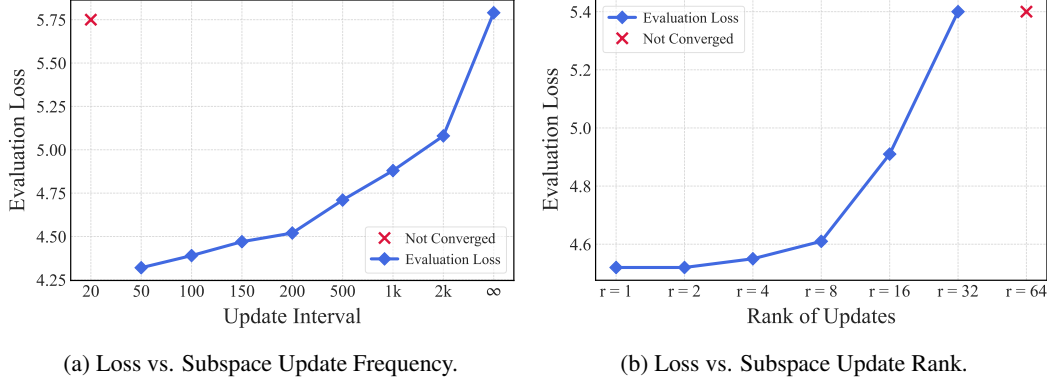 5.75
5.50
5.25
5.00
4.75
4.50
4.25
Evaluation Loss
Not Converged
Evaluation Loss
20 50 100 150 200 500 1k 2k ∞
Update Interval
(a) Loss vs. Subspace Update Frequency.
5.4
5.2
5.0
4.8
4.6
Evaluation Loss
Evaluation Loss
Not Converged
r = 1 r = 2 r = 4 r = 8 r = 16 r = 32 r = 64
Rank of Updates
(b) Loss vs. Subspace Update Rank.